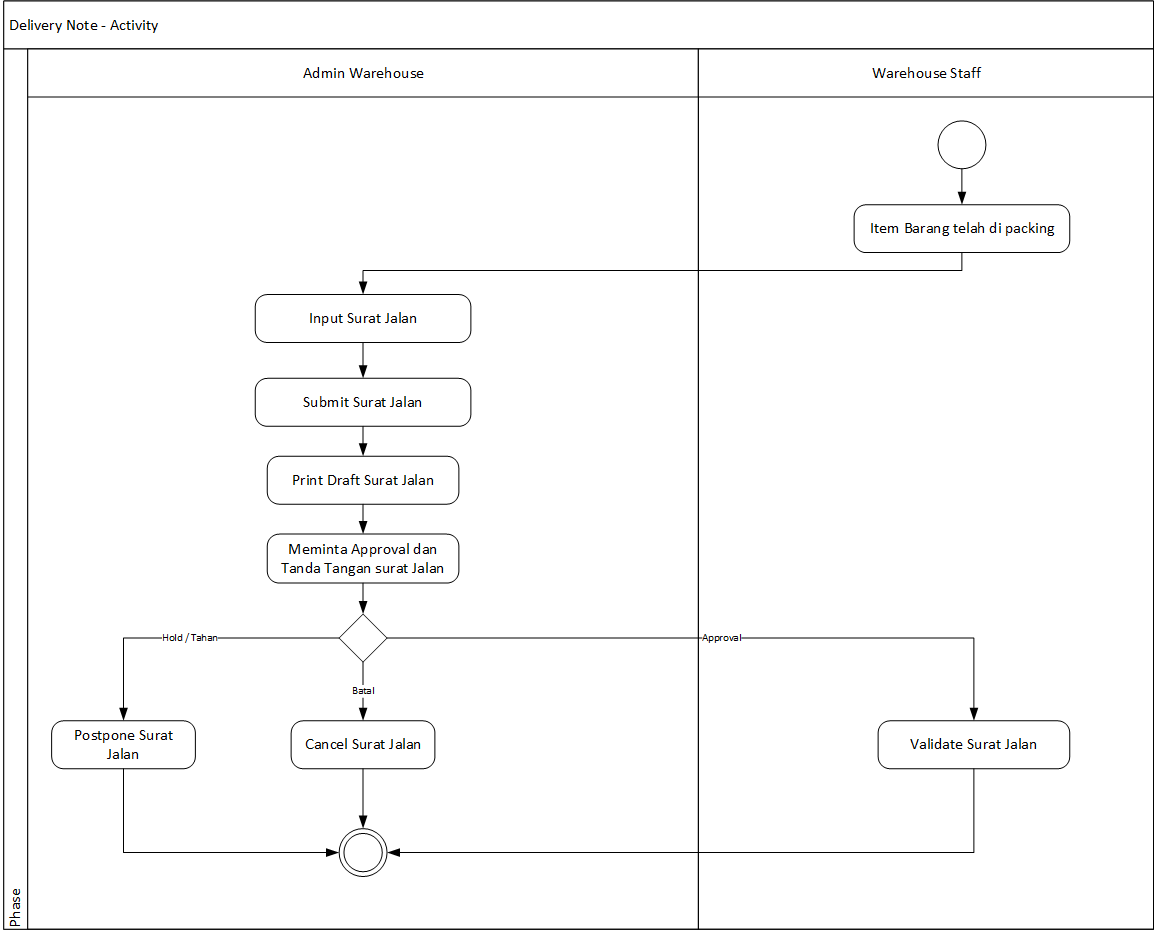 Delivery Note - Activity
Admin Warehouse
Warehouse Staff
Item Barang telah di packing
Input Surat Jalan
Submit Surat Jalan
Print Draft Surat Jalan
Meminta Approval dan
Tanda Tangan surat Jalan
Hold / Tahan
Approval
Batal
Postpone Surat
Jalan
Cancel Surat Jalan
Validate Surat Jalan
Phase